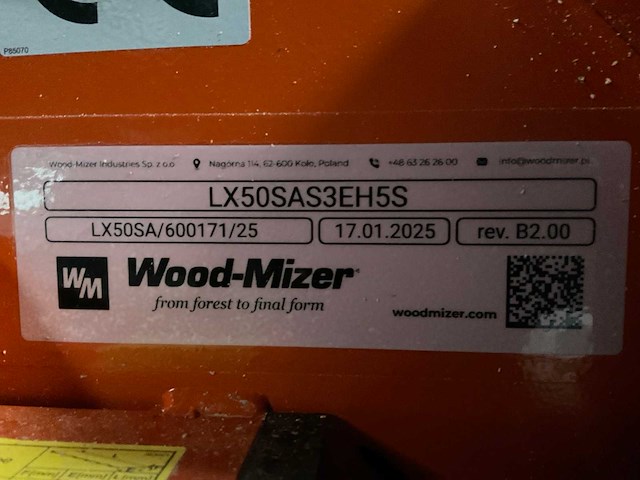 P85070
Wood-Mizer Industries Sp. z o.o Nagórna 114, 62-600 Koło, Poland +48 63 26 26 00 info@woodmizer.pl
LX50SAS3EH5S
LX50SA/600171/25 17.01.2025 rev. B2.00
WM Wood-Mizer
from forest to final form
woodmizer.com